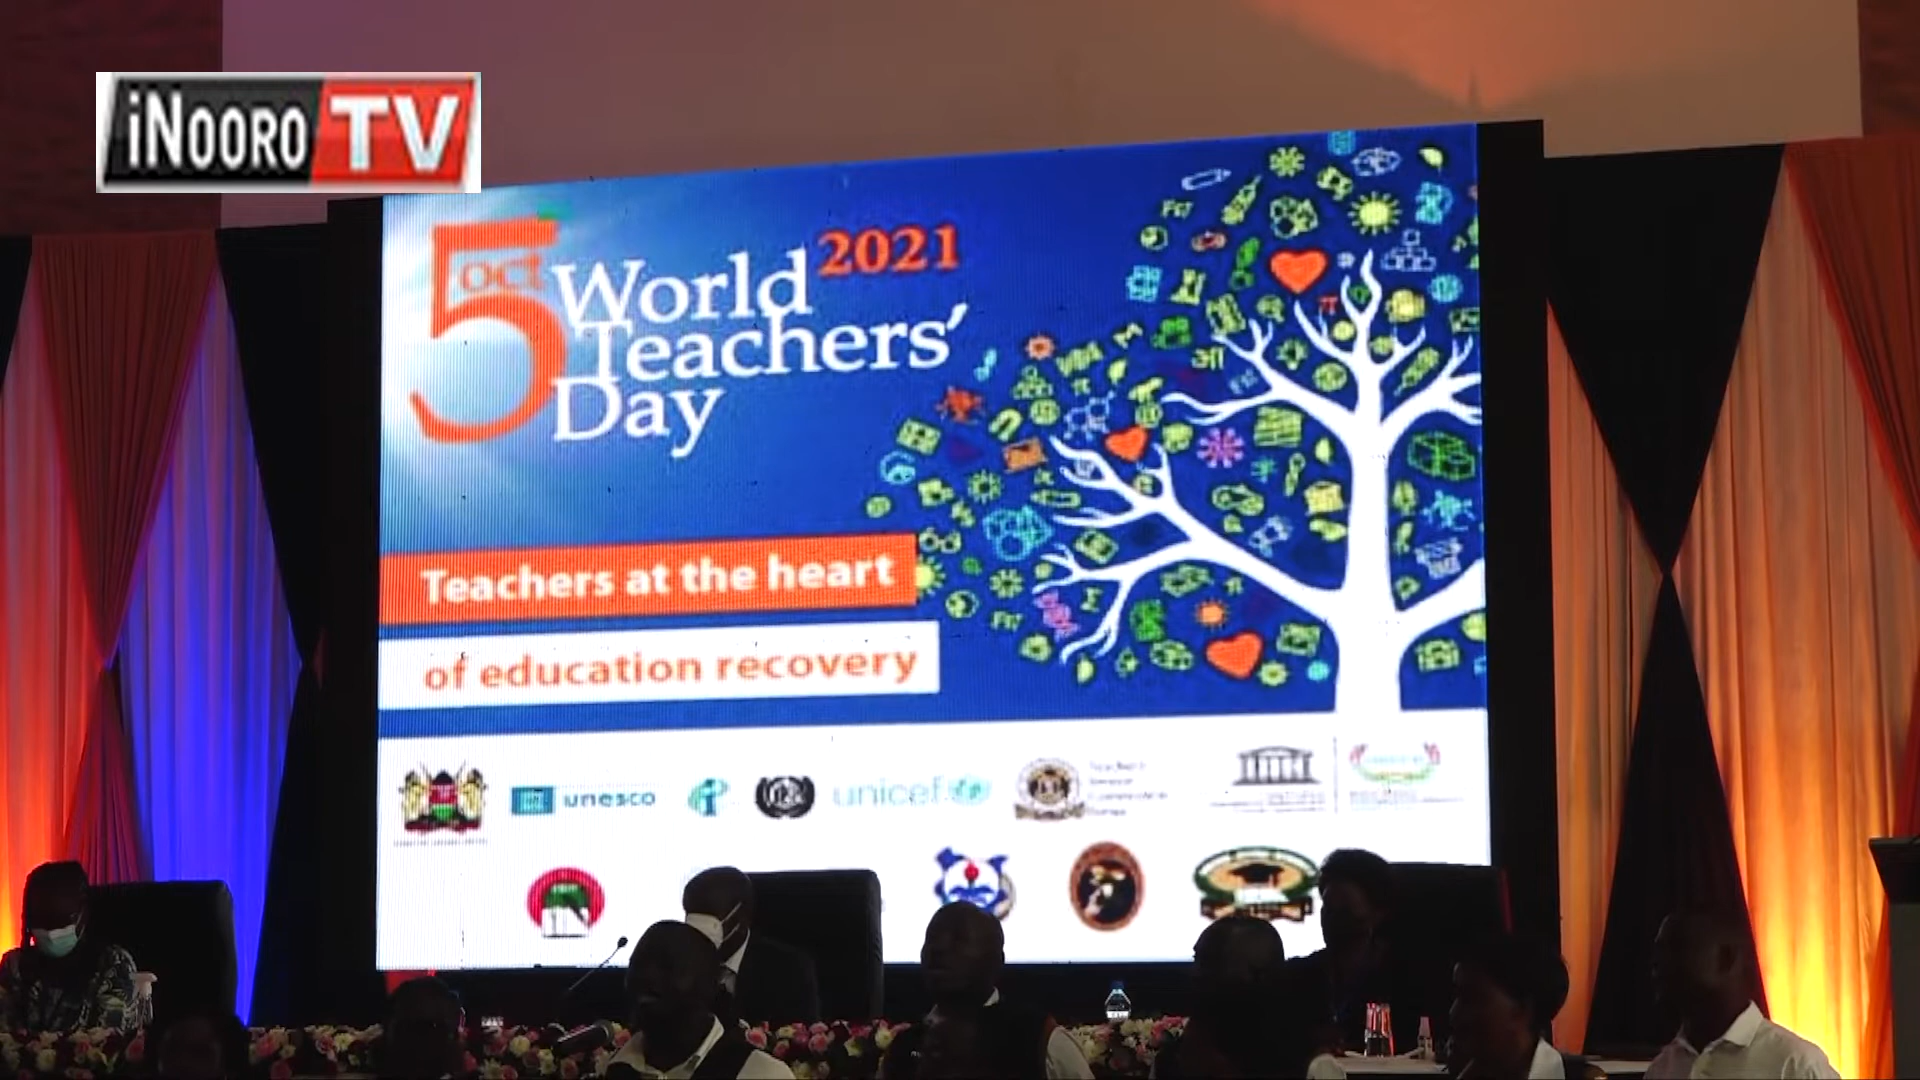 iNOORO TV
5 Oct
World
Teachers'
Day
2021
Teachers at the heart
of education recovery
unesco
unicef